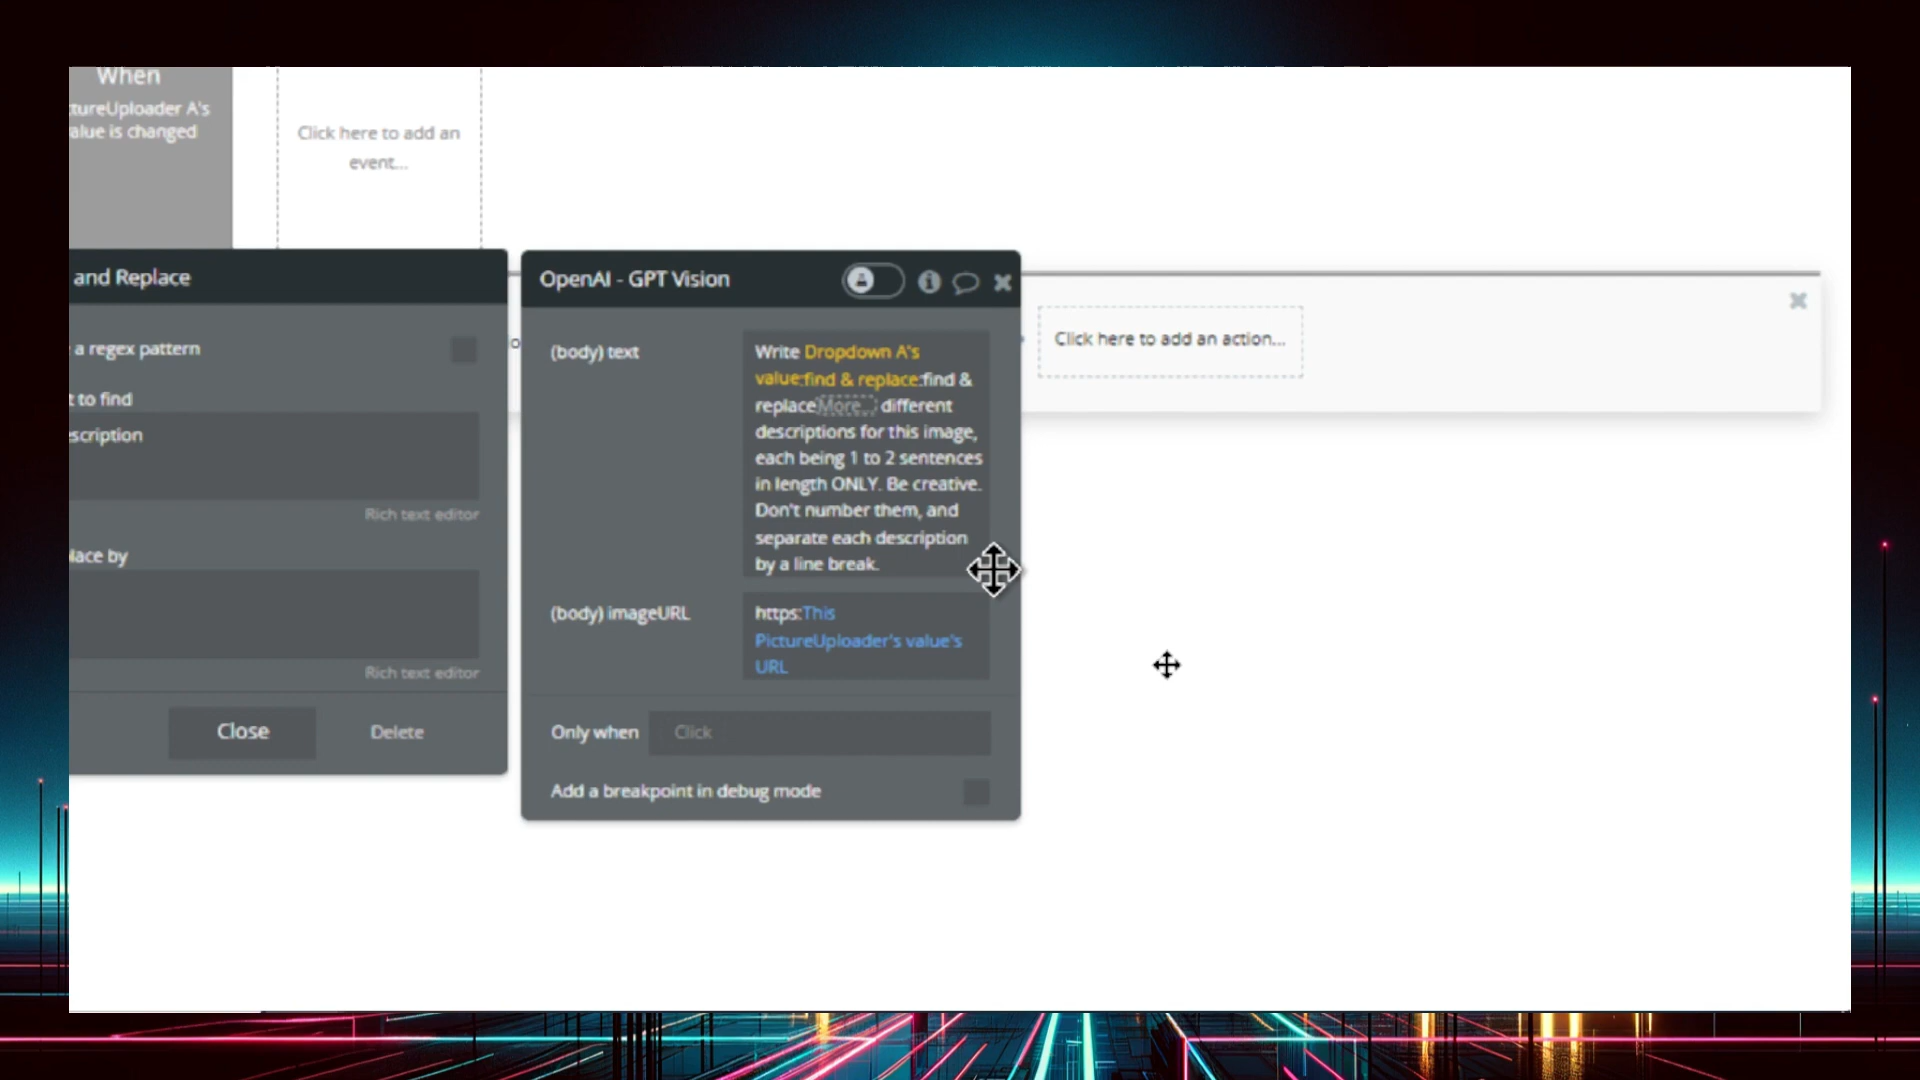 When
tureUploader A's
alue is changed
Click here to add an
event...
and Replace
a regex pattern
t to find
scription
Rich text editor
lace by
Rich text editor
Close
Delete
OpenAI - GPT Vision
(body) text
Write Dropdown A's
value:find & replace:find &
replace More... different
descriptions for this image,
each being 1 to 2 sentences
in length ONLY. Be creative.
Don't number them, and
separate each description
by a line break.
(body) imageURL
https:This
PictureUploader's value's
URL
Only when
Click
Add a breakpoint in debug mode
Click here to add an action...